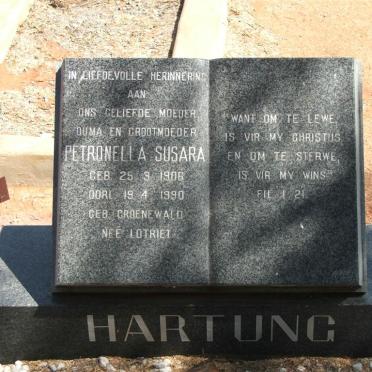 IN LIEFDEVOLLE HERINNERING
AAN
ONS GELIEFDE MOEDER
OUMA EN GROOTMOEDER
PETRONELLA SUSARA
GEB. 25·9·1906
OORL. 19·4·1990
GEB. GROENEWALD
NEÉ LOTRIET
"WANT OM TE LEWE,
IS VIR MY CHRISTUS
EN OM TE STERWE,
IS VIR MY WINS"
FIL. 1:21
HARTUNG